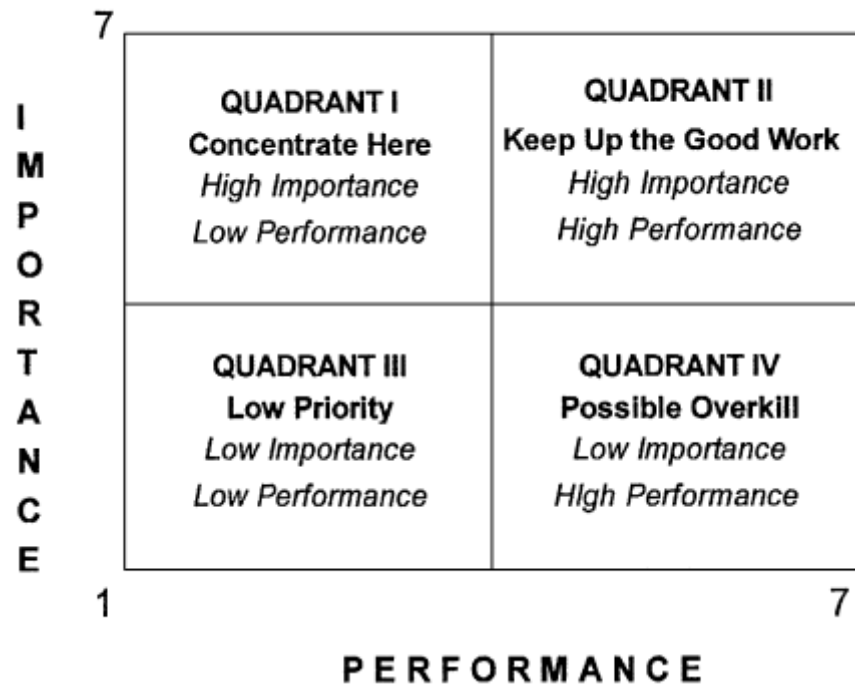 7
IMPORTANCE
QUADRANT I
Concentrate Here
High Importance
Low Performance
QUADRANT II
Keep Up the Good Work
High Importance
High Performance
QUADRANT III
Low Priority
Low Importance
Low Performance
QUADRANT IV
Possible Overkill
Low Importance
HIgh Performance
1
7
PERFORMANCE